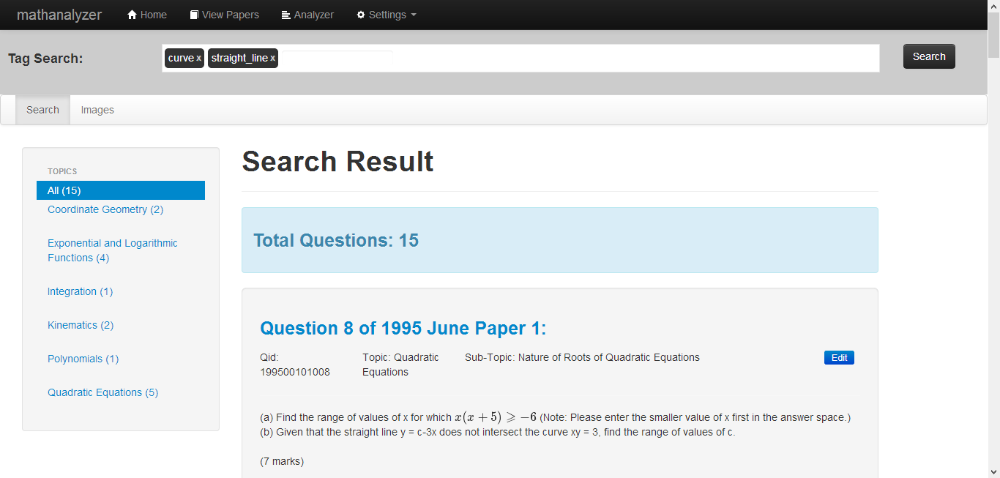 mathanalyzer Home View Papers Analyzer Settings
Tag Search: curve x straight_line x Search
Search Images
TOPICS
All (15)
Coordinate Geometry (2)
Exponential and Logarithmic
Functions (4)
Integration (1)
Kinematics (2)
Polynomials (1)
Quadratic Equations (5)
Search Result
Total Questions: 15
Question 8 of 1995 June Paper 1:
Qid: Topic: Quadratic Sub-Topic: Nature of Roots of Quadratic Equations Edit
199500101008 Equations
(a) Find the range of values of x for which x(x + 5) ⩾ −6 (Note: Please enter the smaller value of x first in the answer space.)
(b) Given that the straight line y = c-3x does not intersect the curve xy = 3, find the range of values of c.
(7 marks)